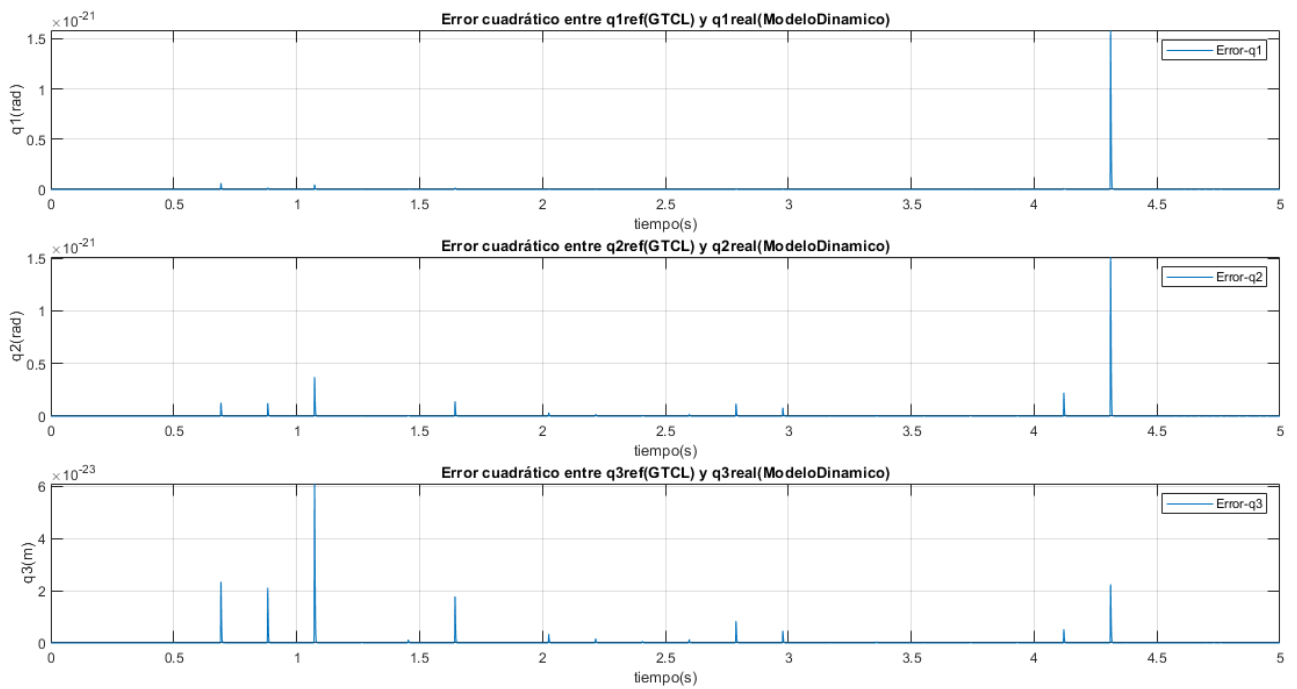 Error cuadrático entre q1ref(GTCL) y q1real(ModeloDinamico)
×10-21
1.5
1
0.5
0
q1(rad)
Error-q1
0 0.5 1 1.5 2 2.5 3 3.5 4 4.5 5
tiempo(s)
Error cuadrático entre q2ref(GTCL) y q2real(ModeloDinamico)
×10-21
1.5
1
0.5
0
q2(rad)
Error-q2
0 0.5 1 1.5 2 2.5 3 3.5 4 4.5 5
tiempo(s)
Error cuadrático entre q3ref(GTCL) y q3real(ModeloDinamico)
×10-23
6
4
2
0
q3(m)
Error-q3
0 0.5 1 1.5 2 2.5 3 3.5 4 4.5 5
tiempo(s)